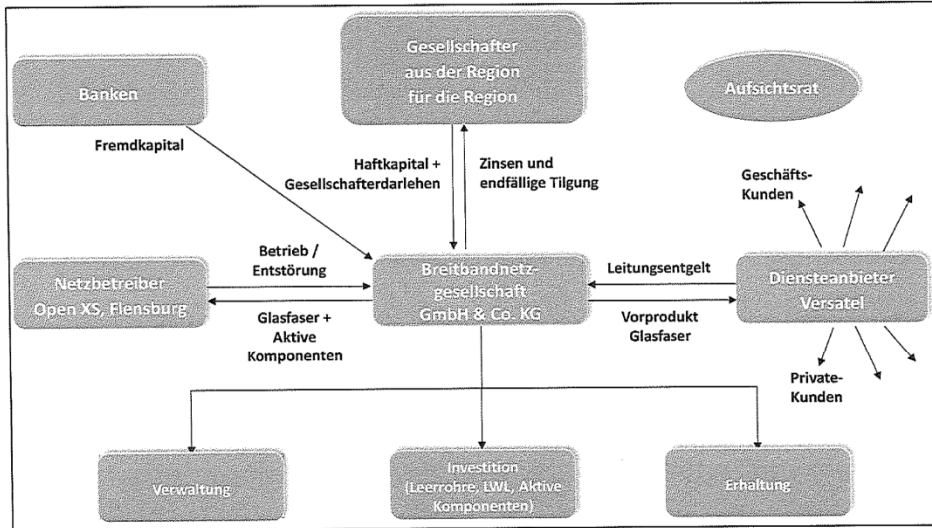 Gesellschafter
aus der Region
für die Region
Banken
Aufsichtsrat
Fremdkapital
Haftkapital +
Gesellschafterdarlehen
Zinsen und
endfällige Tilgung
Geschäfts-
Kunden
Betrieb /
Entstörung
Netzbetreiber
Open XS, Flensburg
Breitbandnetz-
gesellschaft
GmbH & Co. KG
Leitungsentgelt
Diensteanbieter
Versatel
Glasfaser +
Aktive
Komponenten
Vorprodukt
Glasfaser
Private-
Kunden
Verwaltung
Investition
(Leerrohre, LWL, Aktive
Komponenten)
Erhaltung